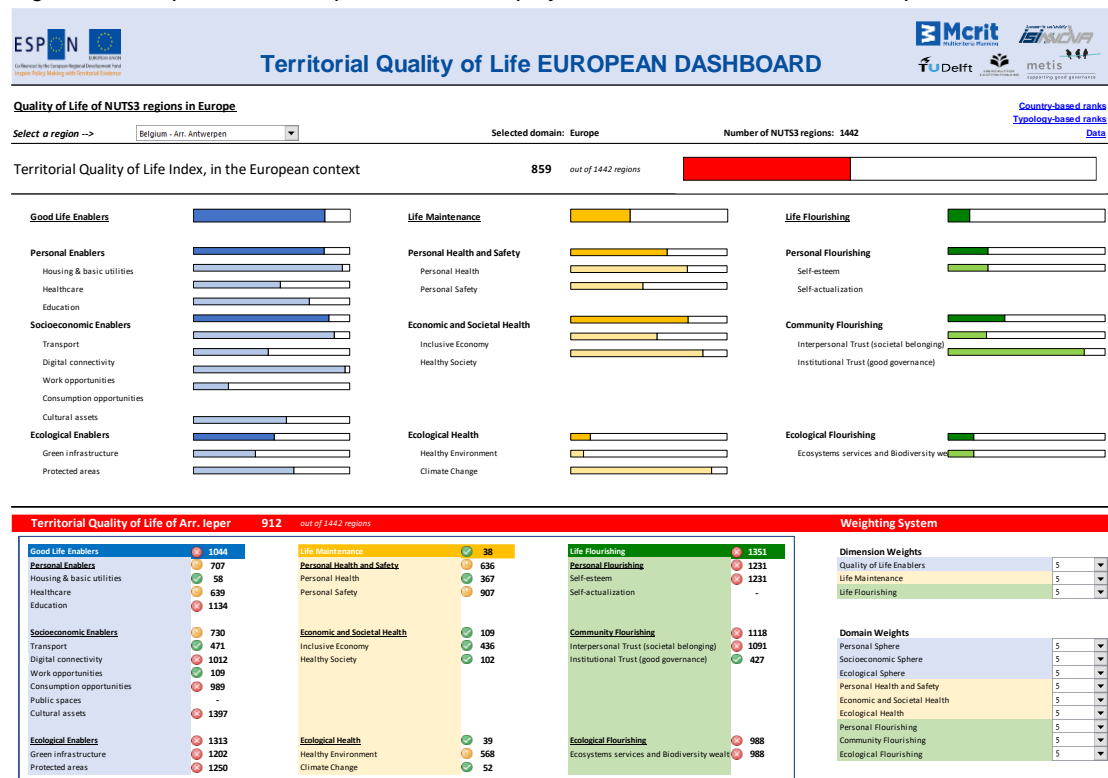 ESPON
EUROPEAN UNION
Co-financed by the European Regional Development Fund
Inspire Policy Making with Territorial Evidence
Territorial Quality of Life EUROPEAN DASHBOARD
Mcrit
Multicriteria Planning
isinnova
TU Delft
metis
supporting good governance
Quality of Life of NUTS3 regions in Europe
Country-based ranks
Typology-based ranks
Select a region --> Belgium - Arr. Antwerpen Selected domain: Europe Number of NUTS3 regions: 1442 Data
Territorial Quality of Life Index, in the European context 859 out of 1442 regions
Good Life Enablers Life Maintenance Life Flourishing
Personal Enablers Personal Health and Safety Personal Flourishing
Housing & basic utilities Personal Health Self-esteem
Healthcare Personal Safety Self-actualization
Education
Socioeconomic Enablers Economic and Societal Health Community Flourishing
Transport Inclusive Economy Interpersonal Trust (societal belonging)
Digital connectivity Healthy Society Institutional Trust (good governance)
Work opportunities
Consumption opportunities
Cultural assets
Ecological Enablers Ecological Health Ecological Flourishing
Green infrastructure Healthy Environment Ecosystems services and Biodiversity we
Protected areas Climate Change
Territorial Quality of Life of Arr. Ieper 912 out of 1442 regions Weighting System
Good Life Enablers 1044 Life Maintenance 38 Life Flourishing 1351 Dimension Weights
Personal Enablers 707 Personal Health and Safety 636 Personal Flourishing 1231 Quality of Life Enablers 5
Housing & basic utilities 58 Personal Health 367 Self-esteem 1231 Life Maintenance 5
Healthcare 639 Personal Safety 907 Self-actualization - Life Flourishing 5
Education 1134
Socioeconomic Enablers 730 Economic and Societal Health 109 Community Flourishing 1118 Domain Weights
Transport 471 Inclusive Economy 436 Interpersonal Trust (societal belonging) 1091 Personal Sphere 5
Digital connectivity 1012 Healthy Society 102 Institutional Trust (good governance) 427 Socioeconomic Sphere 5
Work opportunities 109 Ecological Sphere 5
Consumption opportunities 989 Personal Health and Safety 5
Public spaces - Economic and Societal Health 5
Cultural assets 1397 Ecological Health 5
Personal Flourishing 5
Ecological Enablers 1313 Ecological Health 39 Ecological Flourishing 988 Community Flourishing 5
Green infrastructure 1202 Healthy Environment 568 Ecosystems services and Biodiversity wealt 988 Ecological Flourishing 5
Protected areas 1250 Climate Change 52